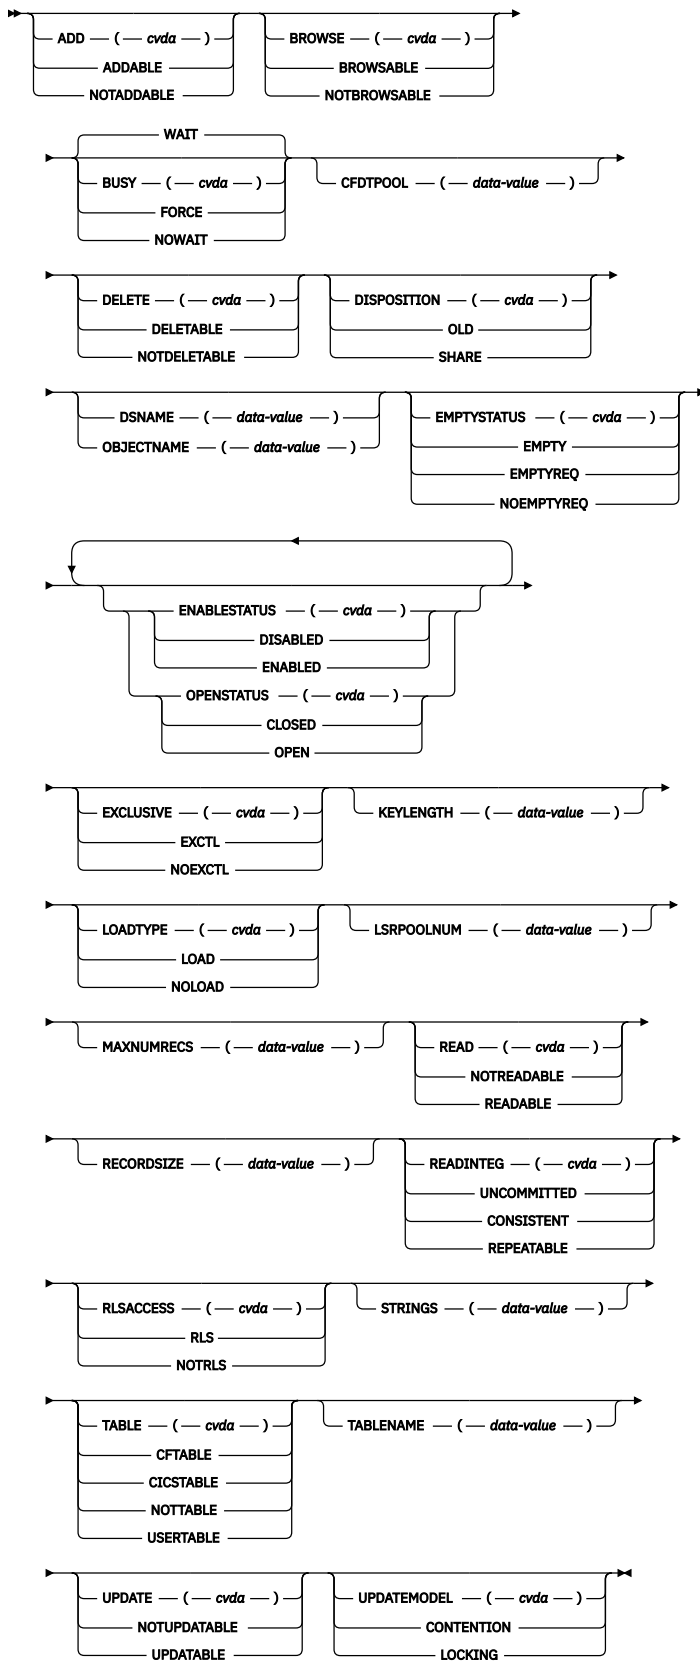 ADD ( cvda ) BROWSE ( cvda )
ADDABLE BROWSABLE
NOTADDABLE NOTBROWSABLE
WAIT
BUSY ( cvda ) CFDTPOOL ( data-value )
FORCE
NOWAIT
DELETE ( cvda ) DISPOSITION ( cvda )
DELETABLE OLD
NOTDELETABLE SHARE
DSNAME ( data-value ) EMPTYSTATUS ( cvda )
OBJECTNAME ( data-value ) EMPTY
EMPTYREQ
NOEMPTYREQ
ENABLESTATUS ( cvda )
DISABLED
ENABLED
OPENSTATUS ( cvda )
CLOSED
OPEN
EXCLUSIVE ( cvda ) KEYLENGTH ( data-value )
EXCTL
NOEXCTL
LOADTYPE ( cvda ) LSRPOOLNUM ( data-value )
LOAD
NOLOAD
MAXNUMRECS ( data-value ) READ ( cvda )
NOTREADABLE
READABLE
RECORDSIZE ( data-value ) READINTEG ( cvda )
UNCOMMITTED
CONSISTENT
REPEATABLE
RLSACCESS ( cvda ) STRINGS ( data-value )
RLS
NOTRLS
TABLE ( cvda ) TABLENAME ( data-value )
CFTABLE
CICSTABLE
NOTTABLE
USERTABLE
UPDATE ( cvda ) UPDATEMODEL ( cvda )
NOTUPDATABLE CONTENTION
UPDATABLE LOCKING